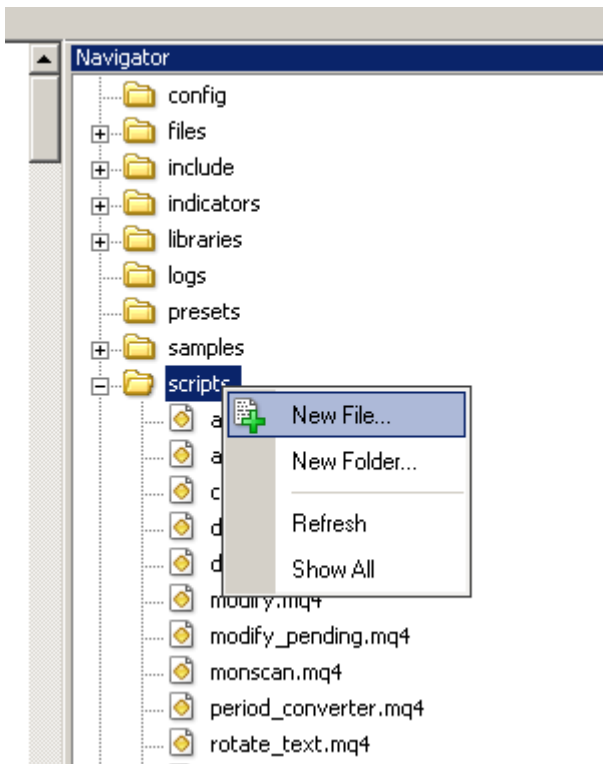 Navigator
config
files
include
indicators
libraries
logs
presets
samples
scripts
a
New File...
a
New Folder...
c
d
Refresh
d
Show All
modify.mq4
modify_pending.mq4
monscan.mq4
period_converter.mq4
rotate_text.mq4